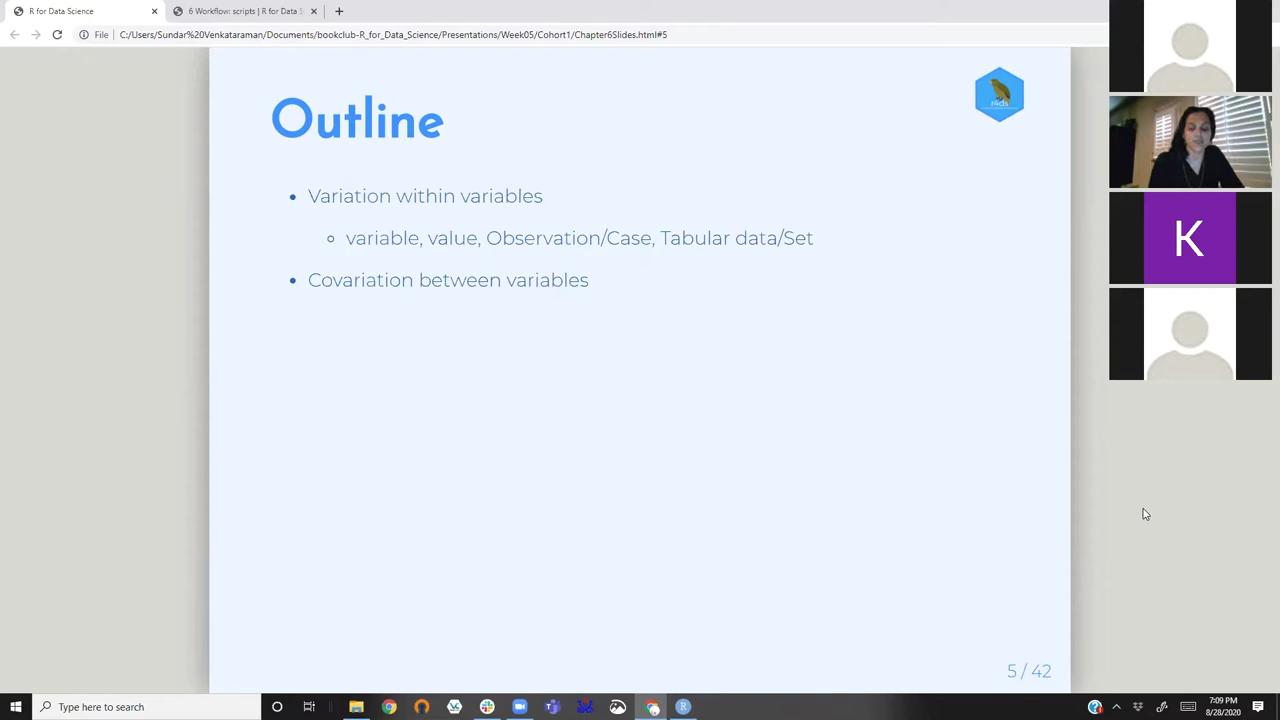 R for Data Science
6 Workflow: scripts | R for Data S
File
C:/Users/Sundar%20Venkataraman/Documents/bookclub-R_for_Data_Science/Presentations/Week05/Cohort1/Chapter6Slides.html#5
Outline
r4ds
Variation within variables
variable, value, Observation/Case, Tabular data/Set
Covariation between variables
K
5 / 42
Type here to search
7:09 PM
8/28/2020